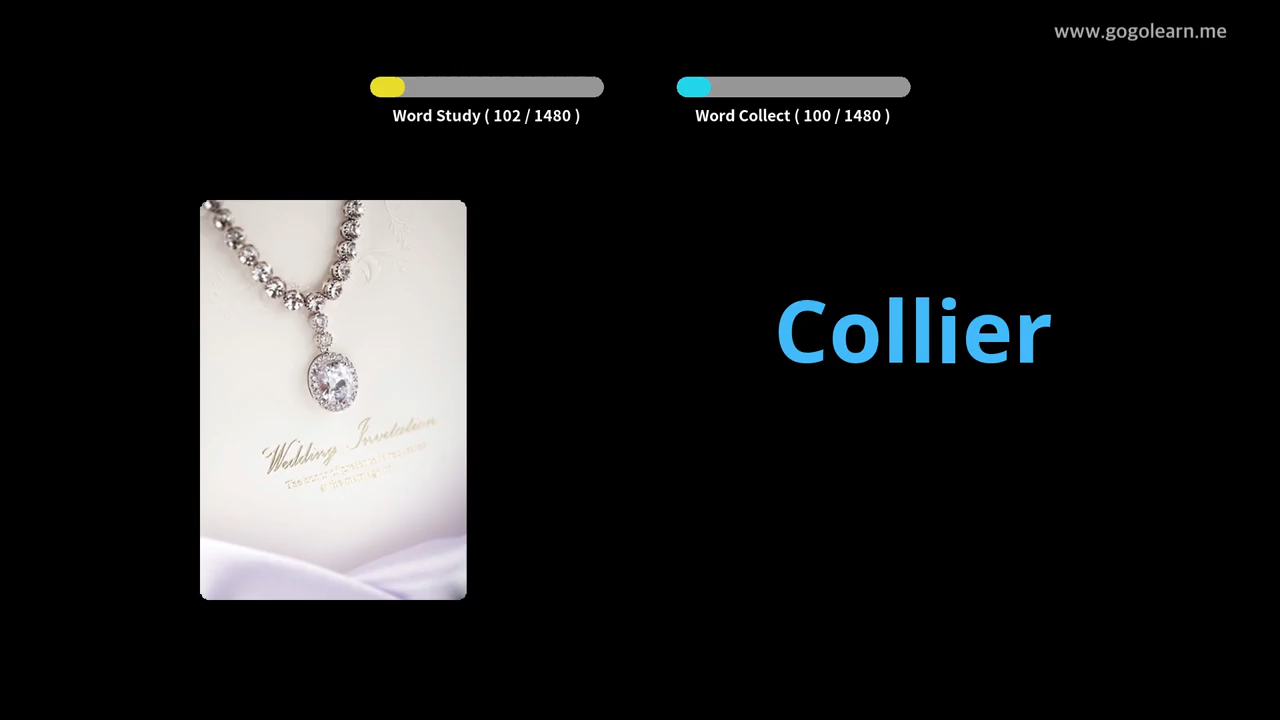 www.gogolearn.me
Word Study ( 102 / 1480 )
Word Collect ( 100 / 1480 )
Collier
Wedding Invitation